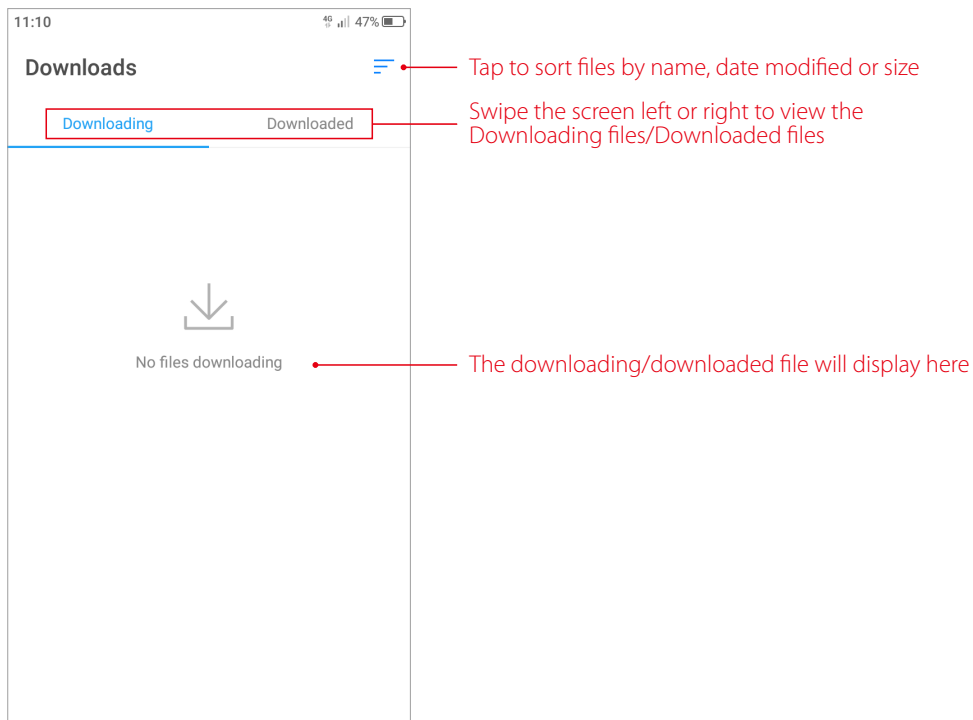 11:10 4G 47%
Downloads
Tap to sort files by name, date modified or size
Downloading Downloaded
Swipe the screen left or right to view the
Downloading files/Downloaded files
No files downloading
The downloading/downloaded file will display here